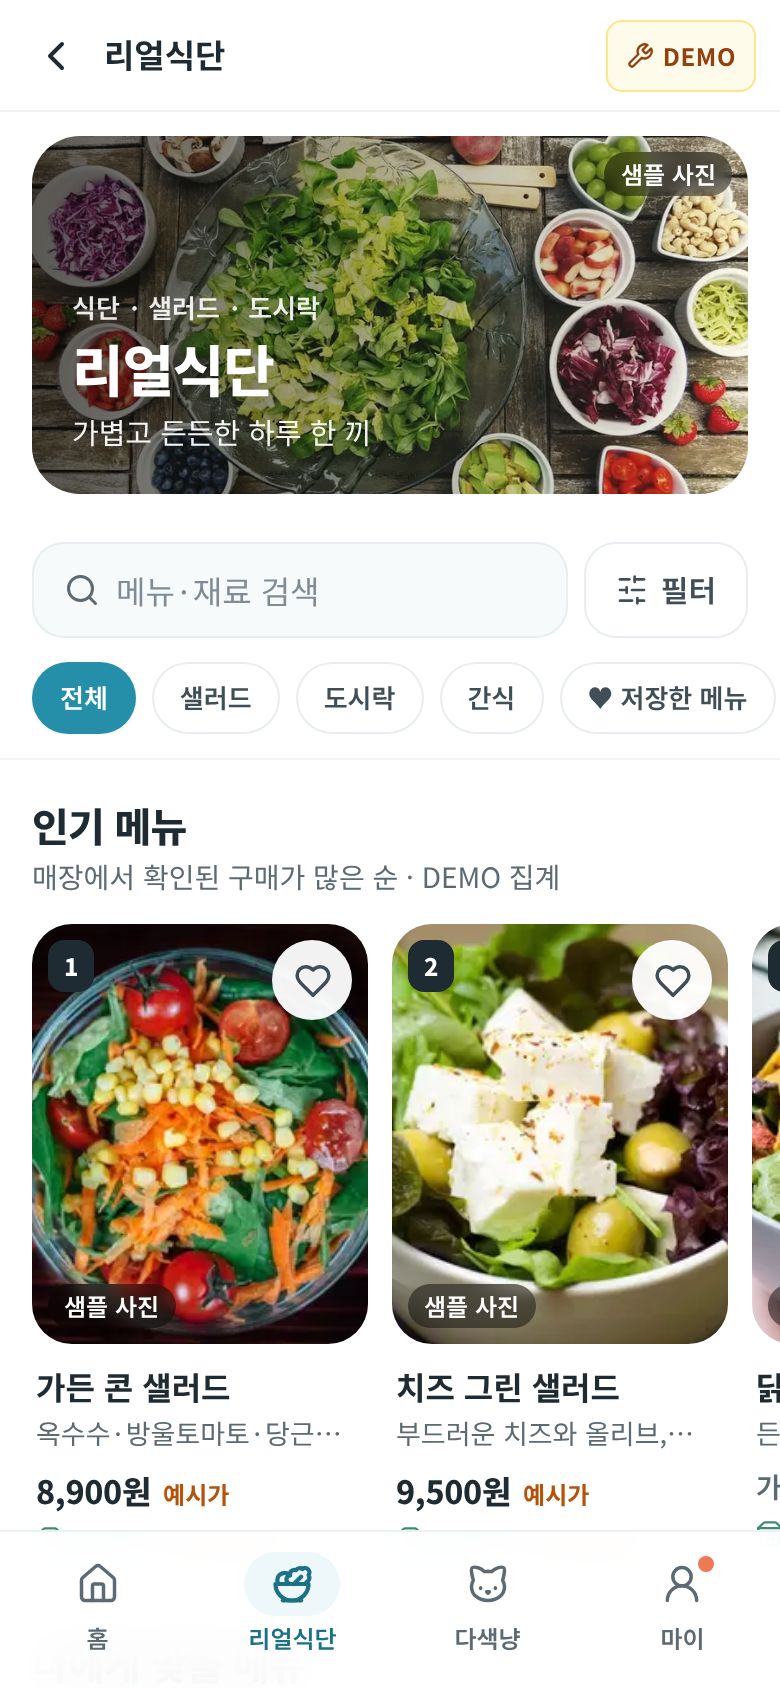 리얼식단
DEMO
샘플 사진
식단 · 샐러드 · 도시락
리얼식단
가볍고 든든한 하루 한 끼
메뉴·재료 검색
필터
전체
샐러드
도시락
간식
♥ 저장한 메뉴
인기 메뉴
매장에서 확인된 구매가 많은 순 · DEMO 집계
1
2
샘플 사진
샘플 사진
가든 콘 샐러드
치즈 그린 샐러드
옥수수·방울토마토·당근…
부드러운 치즈와 올리브,…
든
8,900원 예시가
9,500원 예시가
가
홈
리얼식단
다색냥
마이